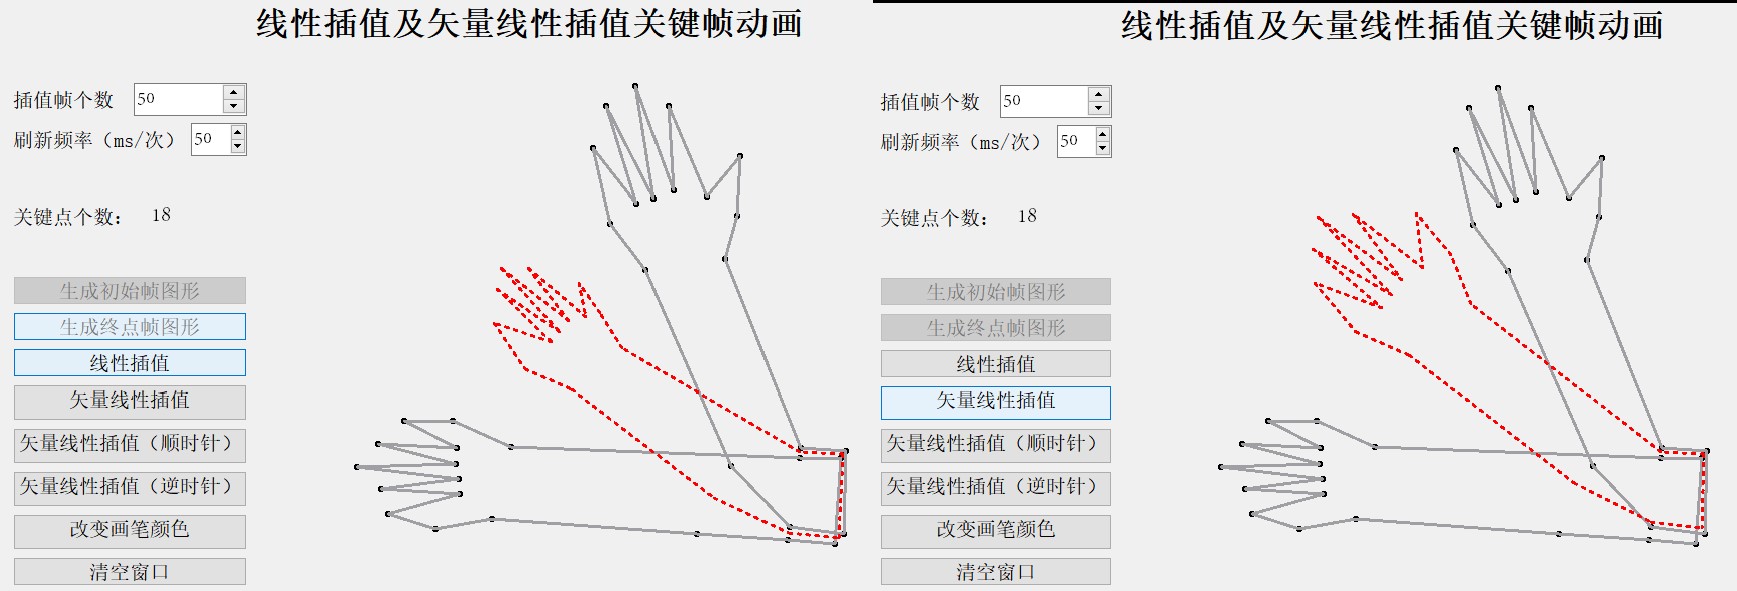 线性插值及矢量线性插值关键帧动画
插值帧个数 50
刷新频率（ms/次） 50
关键点个数： 18
生成初始帧图形
生成终点帧图形
线性插值
矢量线性插值
矢量线性插值（顺时针）
矢量线性插值（逆时针）
改变画笔颜色
清空窗口
线性插值及矢量线性插值关键帧动画
插值帧个数 50
刷新频率（ms/次） 50
关键点个数： 18
生成初始帧图形
生成终点帧图形
线性插值
矢量线性插值
矢量线性插值（顺时针）
矢量线性插值（逆时针）
改变画笔颜色
清空窗口